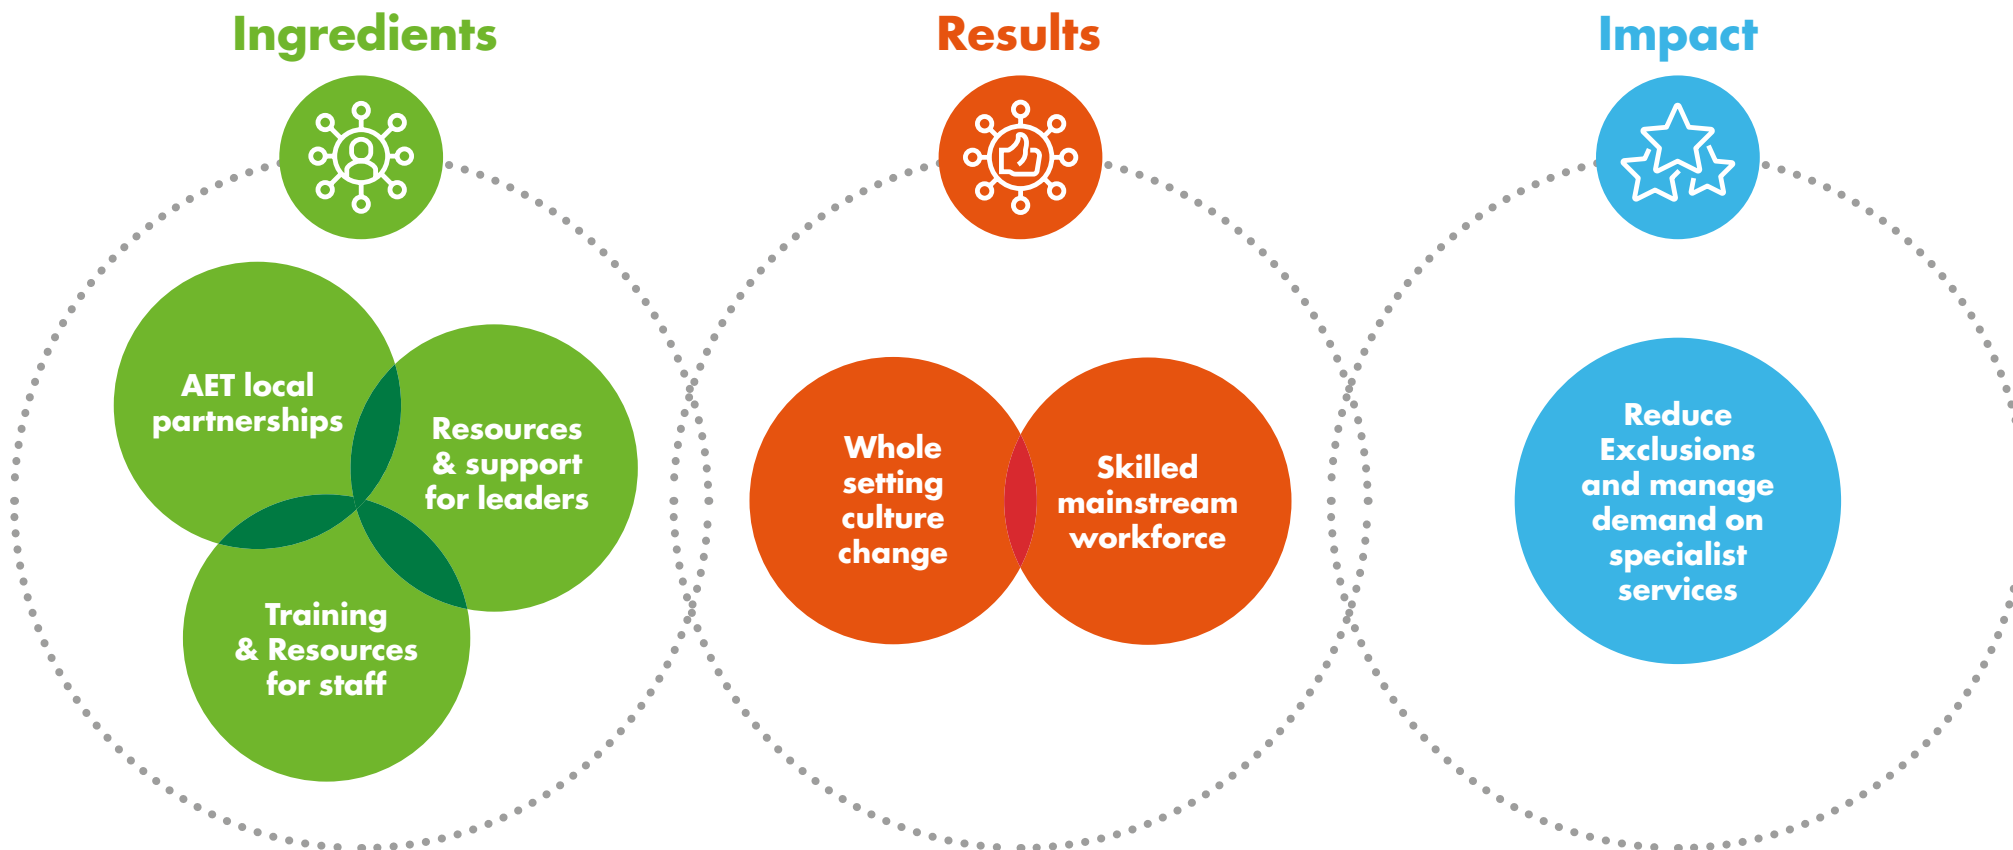 Ingredients
AET local
partnerships
Resources
& support
for leaders
Training
& Resources
for staff
Results
Whole
setting
culture
change
Skilled
mainstream
workforce
Impact
Reduce
Exclusions
and manage
demand on
specialist
services